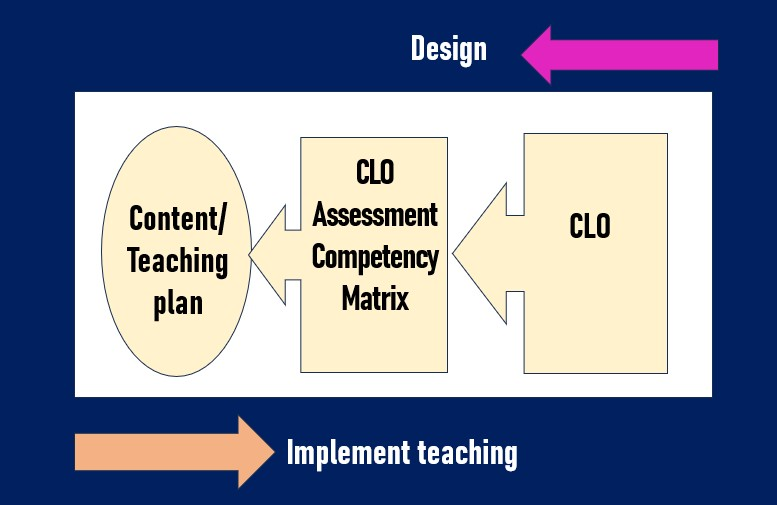 Design
Content/
Teaching
plan
CLO
Assessment
Competency
Matrix
CLO
Implement teaching